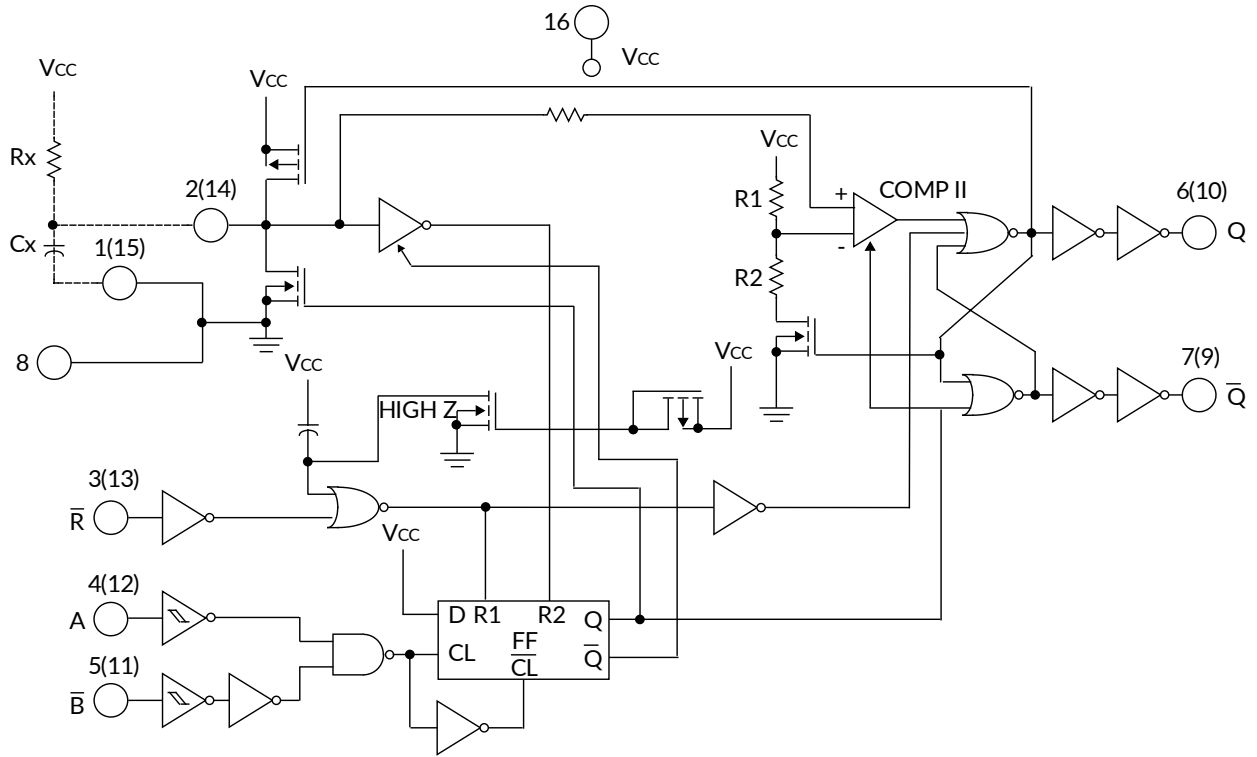 16
VCC
VCC
VCC
Rx
2(14)
VCC
R1
+
COMP II
6(10)
Q
Cx
1(15)
-
R2
8
VCC
VCC
7(9)
Q̅
HIGH Z
3(13)
R̅
VCC
4(12)
A
D R1 R2 Q
FF
CL C̅L̅ Q̅
5(11)
B̅